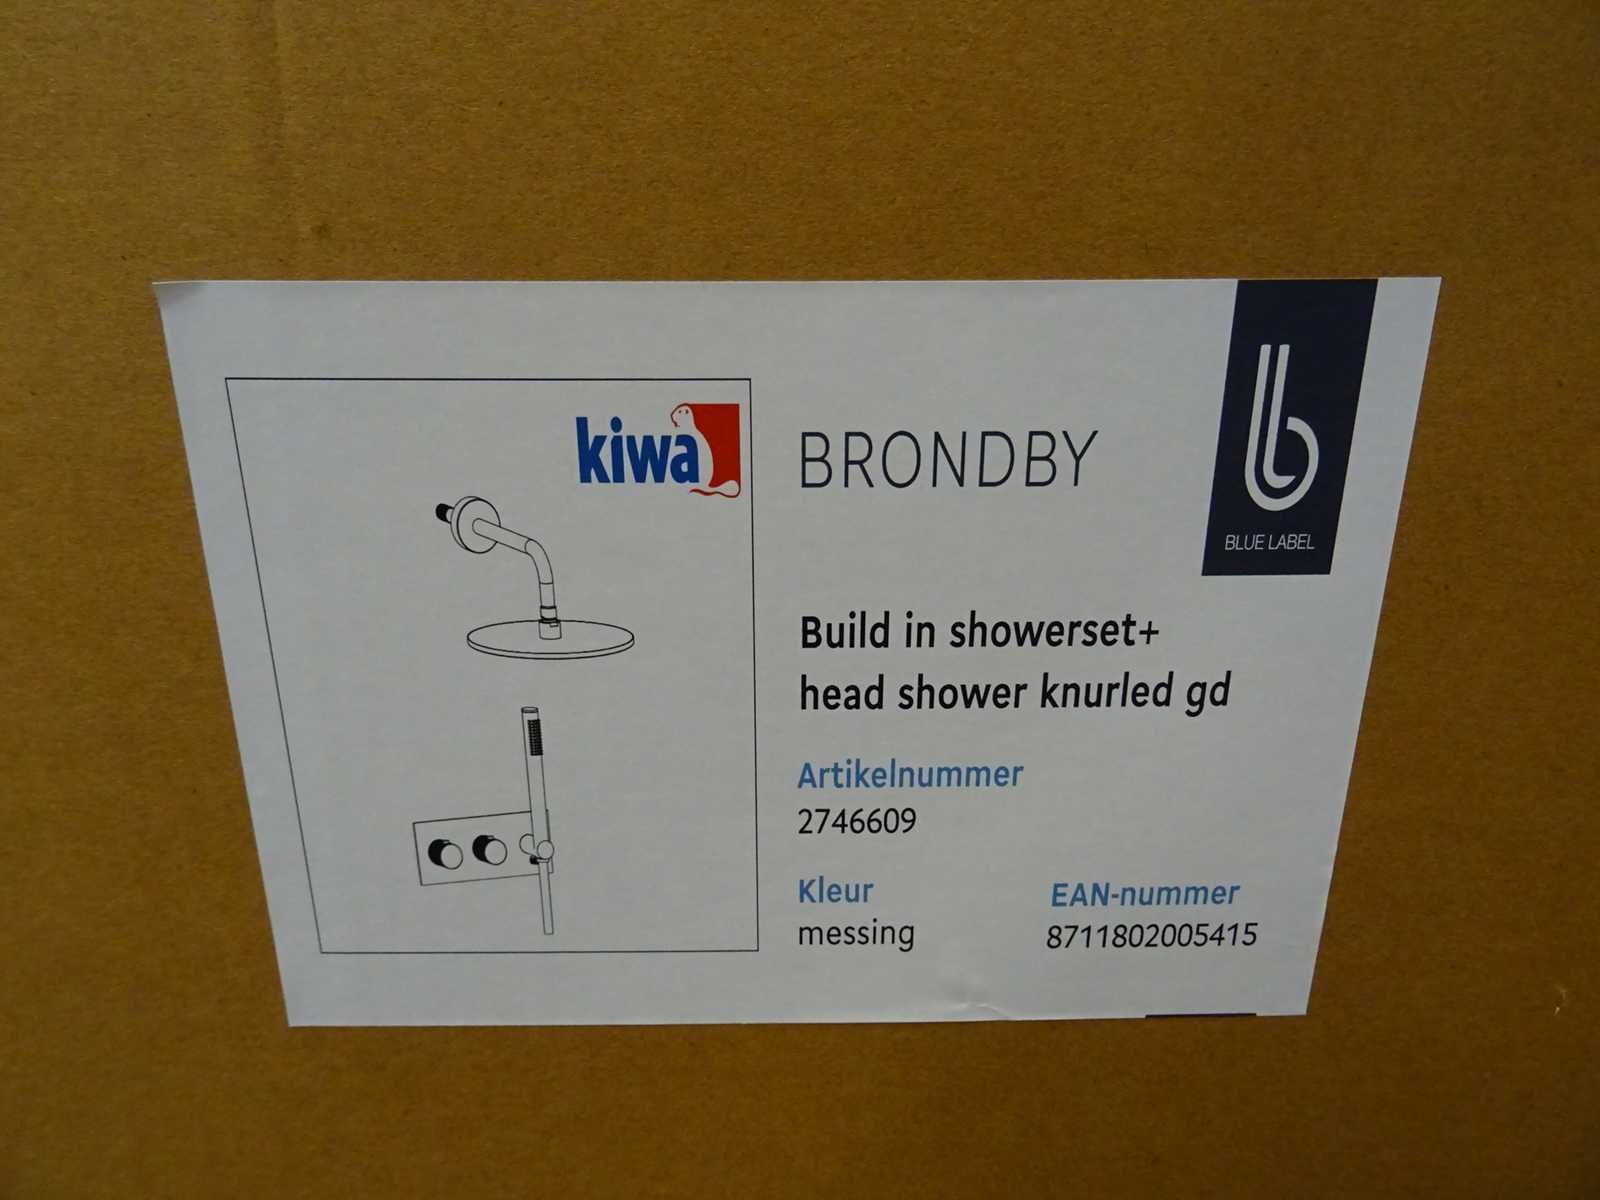 kiwa
BRONDBY
BLUE LABEL
Build in showerset+
head shower knurled gd
Artikelnummer
2746609
Kleur
messing
EAN-nummer
8711802005415